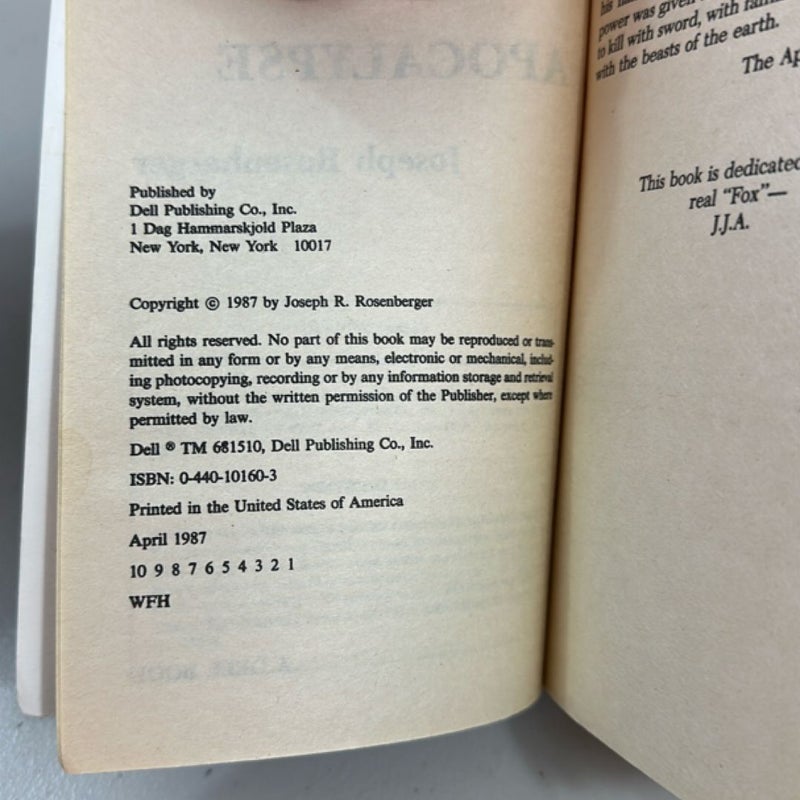 Published by
Dell Publishing Co., Inc.
1 Dag Hammarskjold Plaza
New York, New York 10017
Copyright © 1987 by Joseph R. Rosenberger
All rights reserved. No part of this book may be reproduced or trans-
mitted in any form or by any means, electronic or mechanical, includ-
ing photocopying, recording or by any information storage and retrieval
system, without the written permission of the Publisher, except where
permitted by law.
Dell ® TM 681510, Dell Publishing Co., Inc.
ISBN: 0-440-10160-3
Printed in the United States of America
April 1987
10 9 8 7 6 5 4 3 2 1
WFH
his
power was given
to kill with sword, with
with the beasts of the earth.
The
This book is dedicated
real "Fox"—
J.J.A.